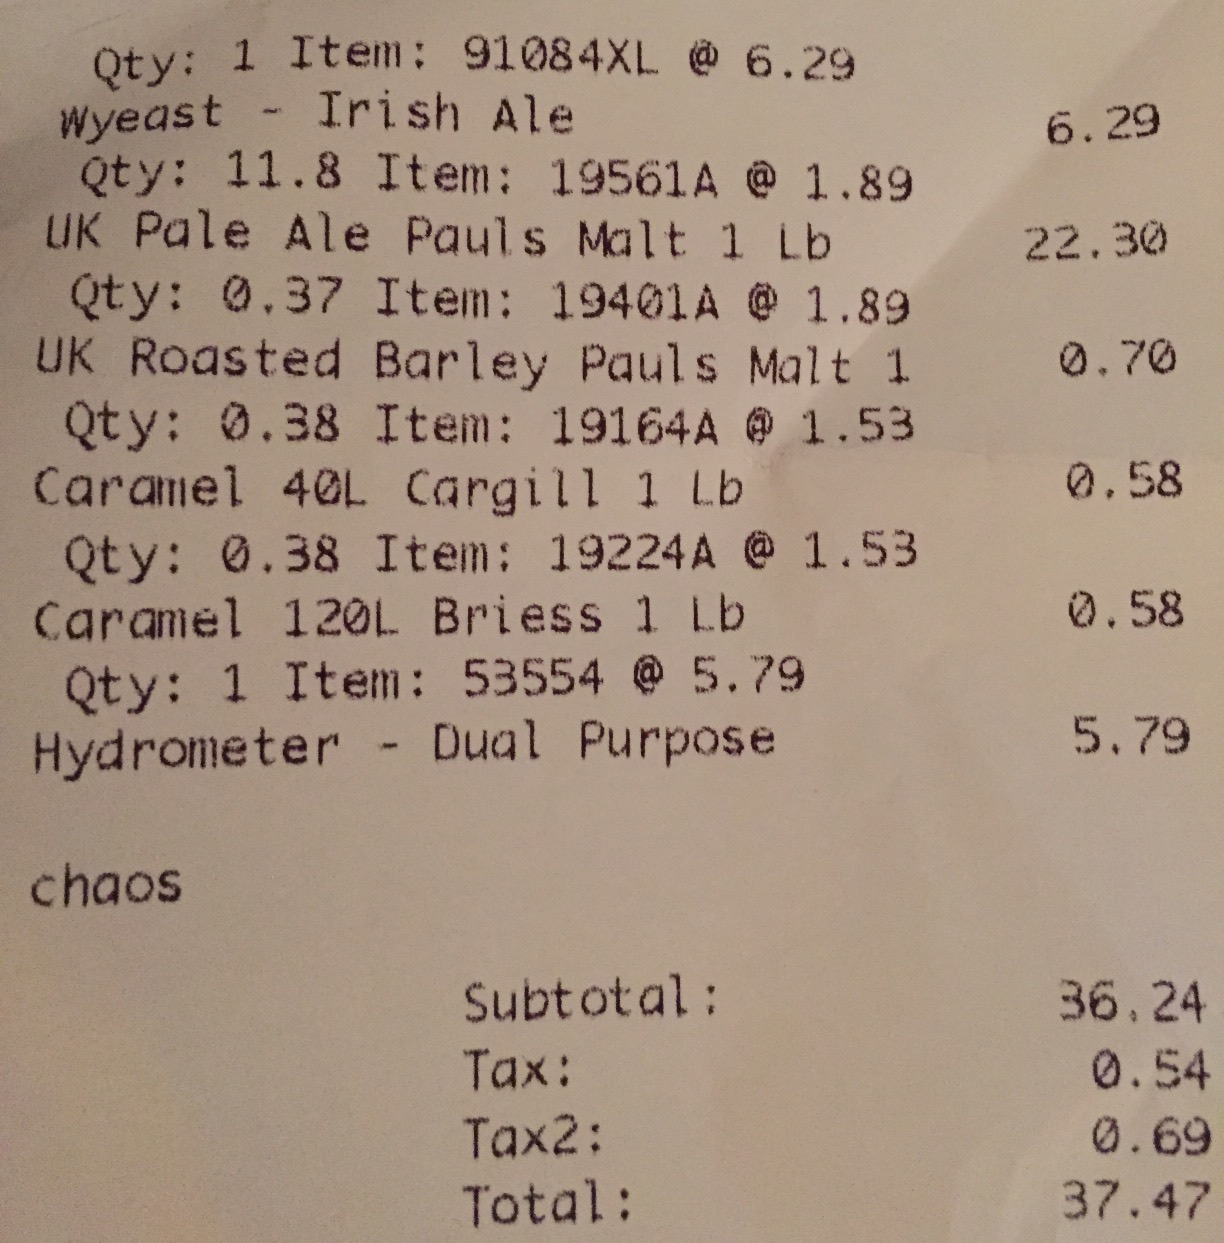 Qty: 1 Item: 91084XL @ 6.29
Wyeast - Irish Ale 6.29
Qty: 11.8 Item: 19561A @ 1.89
UK Pale Ale Pauls Malt 1 Lb 22.30
Qty: 0.37 Item: 19401A @ 1.89
UK Roasted Barley Pauls Malt 1 0.70
Qty: 0.38 Item: 19164A @ 1.53
Caramel 40L Cargill 1 Lb 0.58
Qty: 0.38 Item: 19224A @ 1.53
Caramel 120L Briess 1 Lb 0.58
Qty: 1 Item: 53554 @ 5.79
Hydrometer - Dual Purpose 5.79
chaos
Subtotal: 36.24
Tax: 0.54
Tax2: 0.69
Total: 37.47